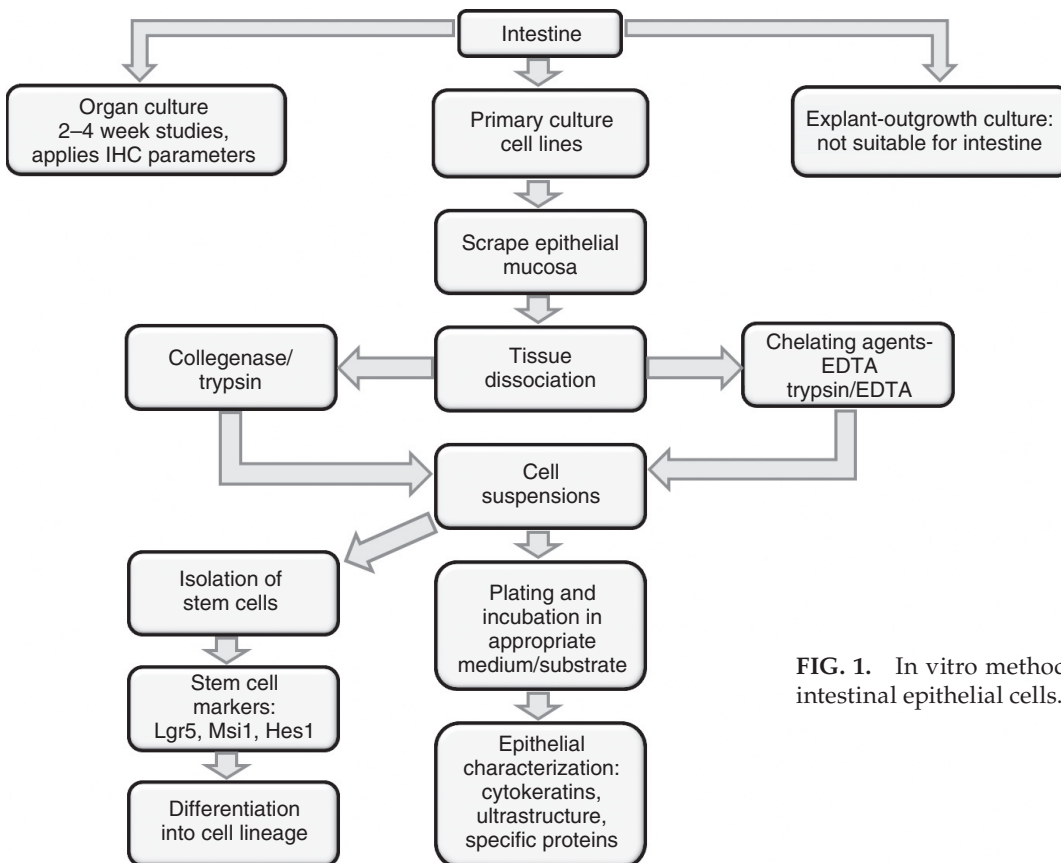 Intestine
Organ culture
2–4 week studies,
applies IHC parameters
Primary culture
cell lines
Explant-outgrowth culture:
not suitable for intestine
Scrape epithelial
mucosa
Collegenase/
trypsin
Tissue
dissociation
Chelating agents-
EDTA
trypsin/EDTA
Cell
suspensions
Isolation of
stem cells
Plating and
incubation in
appropriate
medium/substrate
Stem cell
markers:
Lgr5, Msi1, Hes1
Epithelial
characterization:
cytokeratins,
ultrastructure,
specific proteins
Differentiation
into cell lineage
FIG. 1. In vitro method
intestinal epithelial cells.